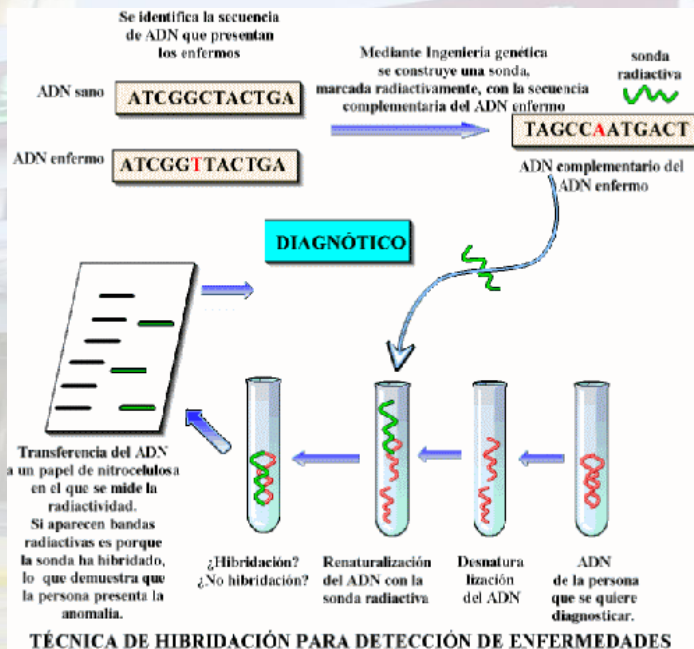 Se identifica la secuencia
de ADN que presentan
los enfermos
ADN sano
ATCGGCTACTGA
ADN enfermo
ATCGGTTACTGA
Mediante Ingeniería genética
se construye una sonda,
marcada radiactivamente, con la secuencia
complementaria del ADN enfermo
sonda
radiactiva
TAGCCAATGACT
ADN complementario del
ADN enfermo
DIAGNÓTICO
Transferencia del ADN
a un papel de nitrocelulosa
en el que se mide la
radiactividad.
Si aparecen bandas
radiactivas es porque
la sonda ha hibridado,
lo que demuestra que
la persona presenta la
anomalía.
¿Hibridación?
¿No hibridación?
Renaturalización
del ADN con la
sonda radiactiva
Desnatura
lización
del ADN
ADN
de la persona
que se quiere
diagnosticar.
TÉCNICA DE HIBRIDACIÓN PARA DETECCIÓN DE ENFERMEDADES